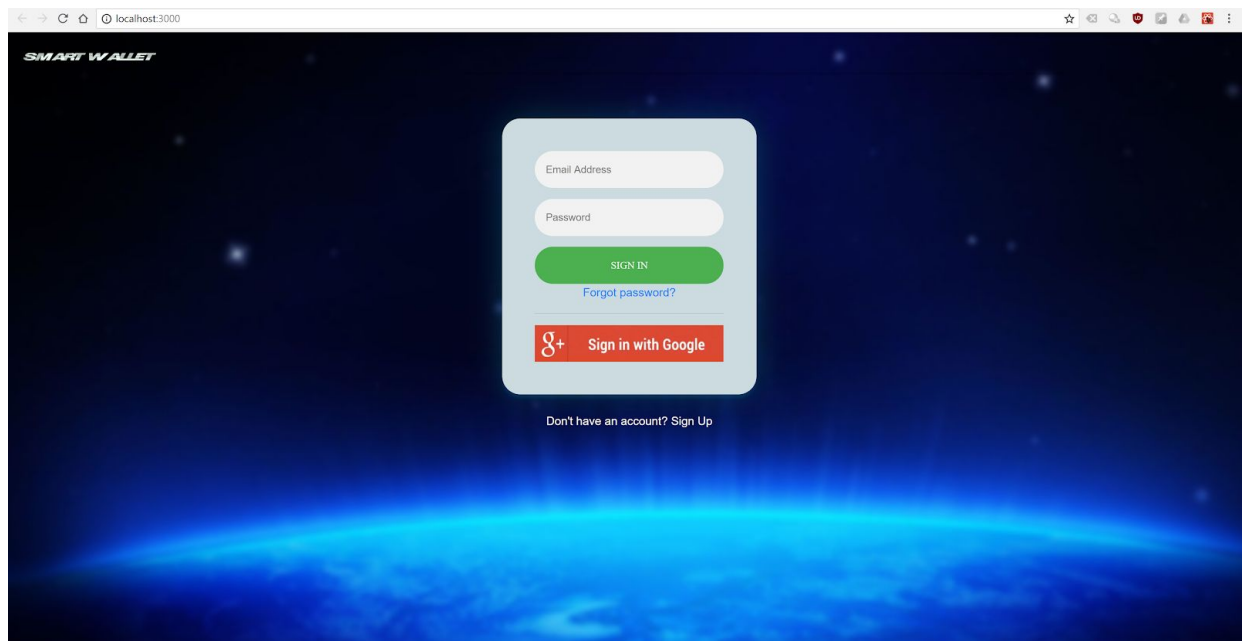 localhost:3000
SMART WALLET
Email Address
Password
SIGN IN
Forgot password?
g+ Sign in with Google
Don't have an account? Sign Up